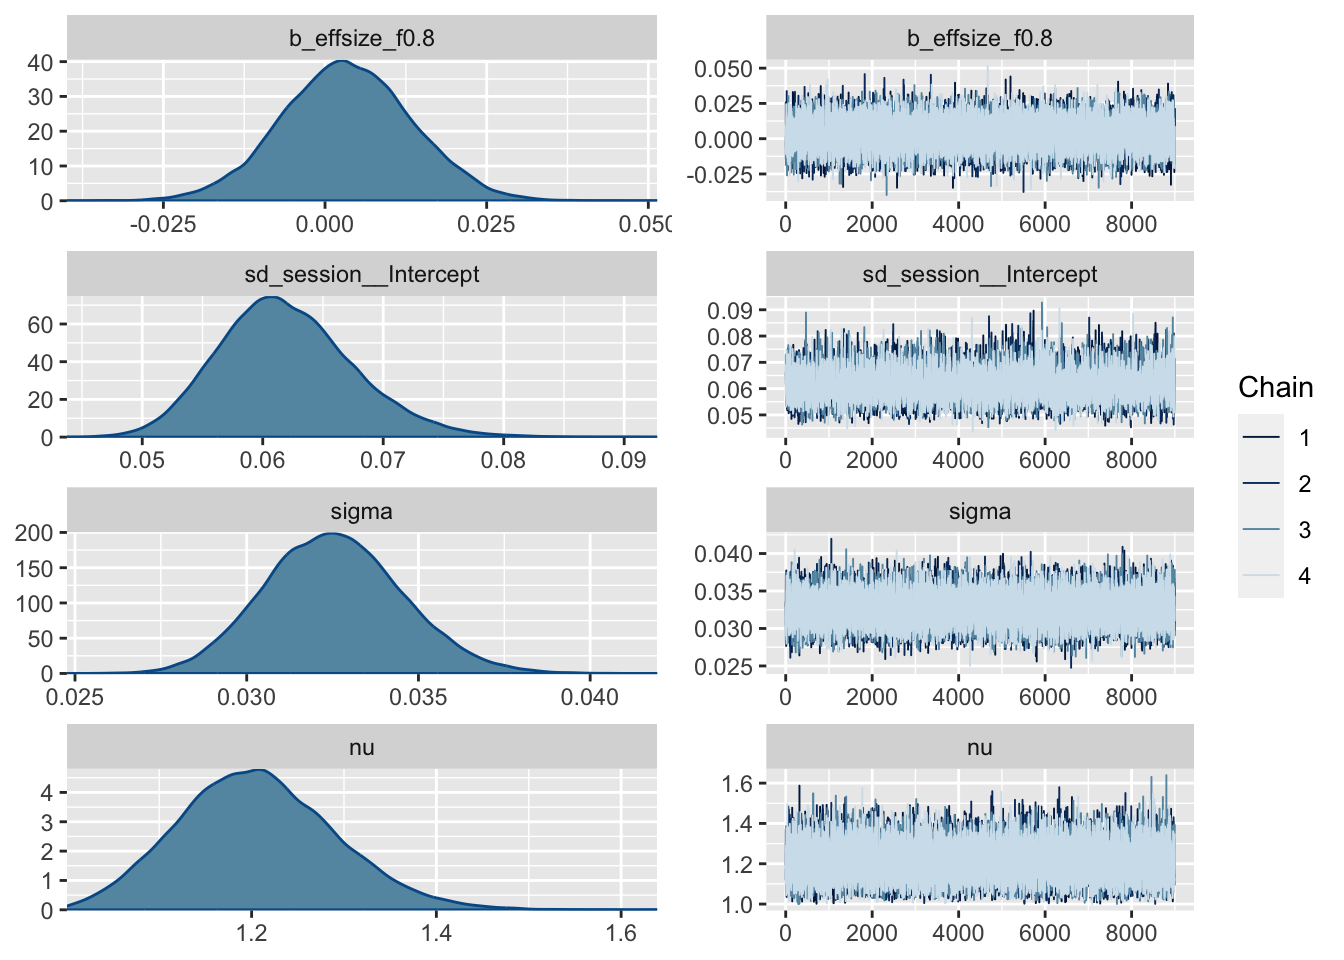 b_effsize_f0.8
40
30
20
10
0
-0.025 0.000 0.025 0.050
b_effsize_f0.8
0.050
0.025
0.000
-0.025
0 2000 4000 6000 8000
sd_session__Intercept
60
40
20
0
0.05 0.06 0.07 0.08 0.09
sd_session__Intercept
0.09
0.08
0.07
0.06
0.05
0 2000 4000 6000 8000
sigma
200
150
100
50
0
0.025 0.030 0.035 0.040
sigma
0.040
0.035
0.030
0.025
0 2000 4000 6000 8000
nu
4
3
2
1
0
1.2 1.4 1.6
nu
1.6
1.4
1.2
1.0
0 2000 4000 6000 8000
Chain
1
2
3
4